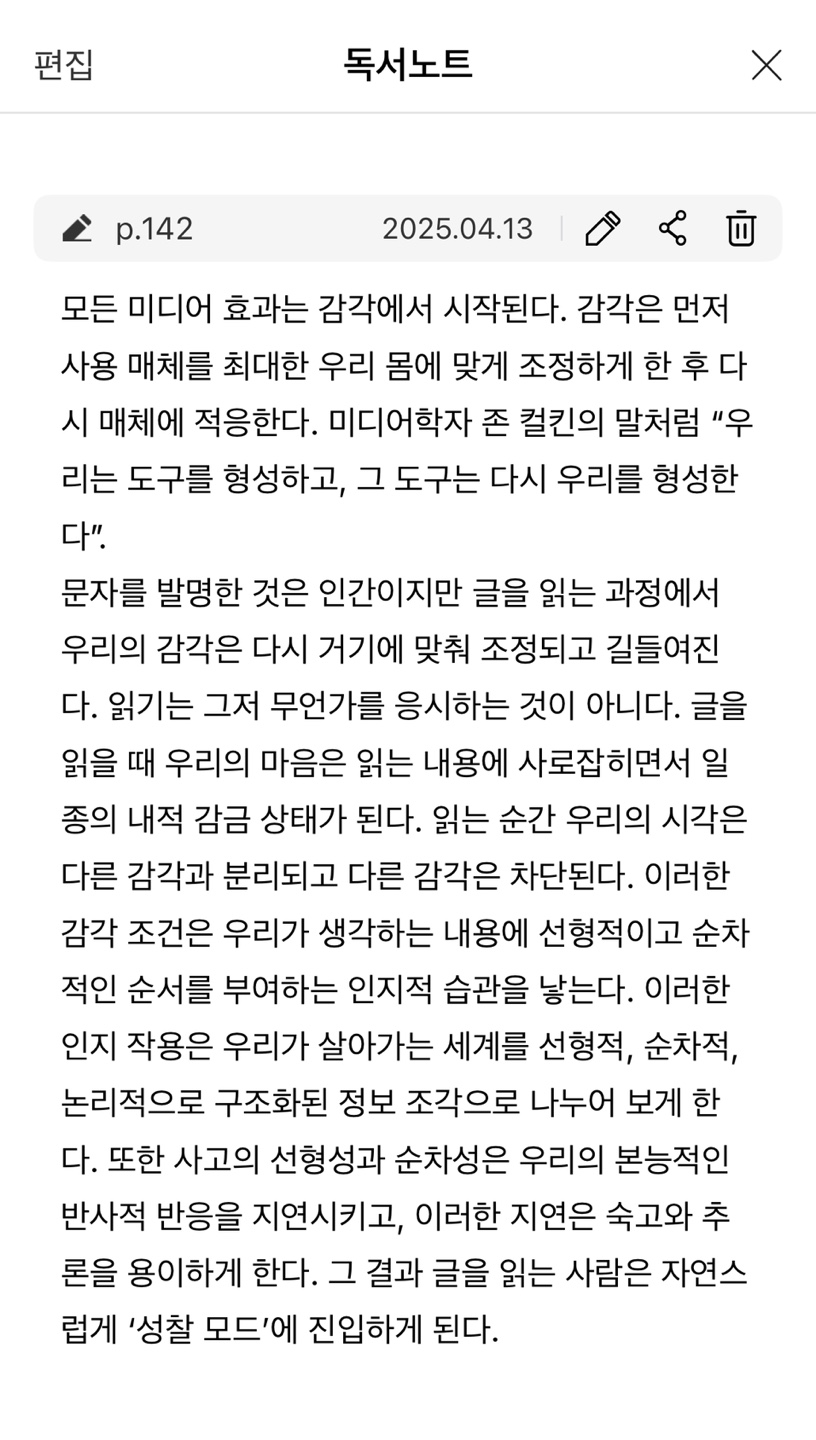 편집 독서노트
p.142 2025.04.13
모든 미디어 효과는 감각에서 시작된다. 감각은 먼저
사용 매체를 최대한 우리 몸에 맞게 조정하게 한 후 다
시 매체에 적응한다. 미디어학자 존 컬킨의 말처럼 “우
리는 도구를 형성하고, 그 도구는 다시 우리를 형성한
다”.
문자를 발명한 것은 인간이지만 글을 읽는 과정에서
우리의 감각은 다시 거기에 맞춰 조정되고 길들여진
다. 읽기는 그저 무언가를 응시하는 것이 아니다. 글을
읽을 때 우리의 마음은 읽는 내용에 사로잡히면서 일
종의 내적 감금 상태가 된다. 읽는 순간 우리의 시각은
다른 감각과 분리되고 다른 감각은 차단된다. 이러한
감각 조건은 우리가 생각하는 내용에 선형적이고 순차
적인 순서를 부여하는 인지적 습관을 낳는다. 이러한
인지 작용은 우리가 살아가는 세계를 선형적, 순차적,
논리적으로 구조화된 정보 조각으로 나누어 보게 한
다. 또한 사고의 선형성과 순차성은 우리의 본능적인
반사적 반응을 지연시키고, 이러한 지연은 숙고와 추
론을 용이하게 한다. 그 결과 글을 읽는 사람은 자연스
럽게 ‘성찰 모드’에 진입하게 된다.